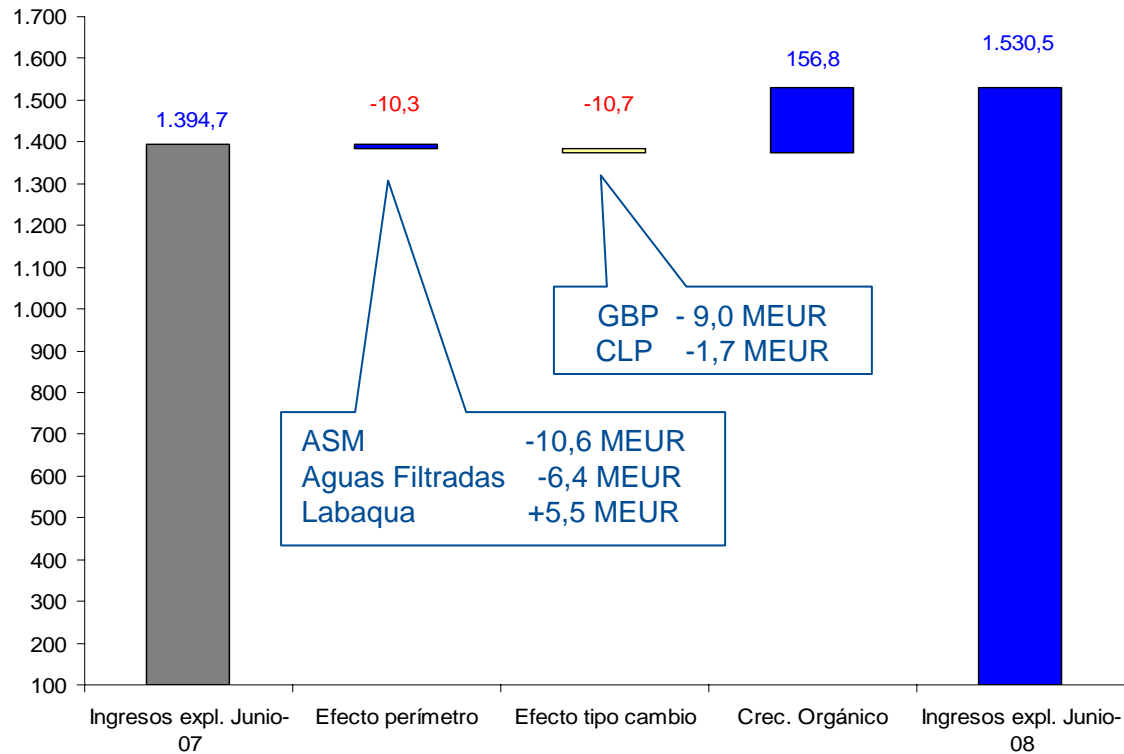 1.700
1.600
1.500
1.400
1.300
1.200
1.100
1.000
900
800
700
600
500
400
300
200
100
1.394,7
-10,3
-10,7
156,8
1.530,5
GBP - 9,0 MEUR
CLP -1,7 MEUR
ASM -10,6 MEUR
Aguas Filtradas -6,4 MEUR
Labaqua +5,5 MEUR
Ingresos expl. Junio-
07
Efecto perímetro
Efecto tipo cambio
Crec. Orgánico
Ingresos expl. Junio-
08